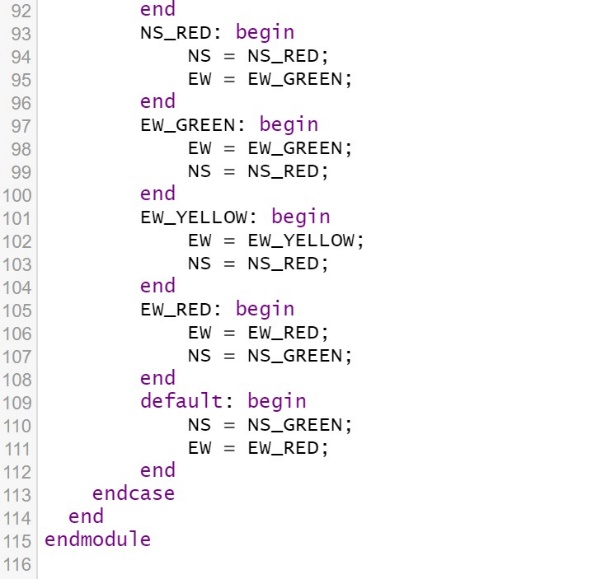 92 end
93 NS_RED: begin
94 NS = NS_RED;
95 EW = EW_GREEN;
96 end
97 EW_GREEN: begin
98 EW = EW_GREEN;
99 NS = NS_RED;
100 end
101 EW_YELLOW: begin
102 EW = EW_YELLOW;
103 NS = NS_RED;
104 end
105 EW_RED: begin
106 EW = EW_RED;
107 NS = NS_GREEN;
108 end
109 default: begin
110 NS = NS_GREEN;
111 EW = EW_RED;
112 end
113 endcase
114 end
115 endmodule
116